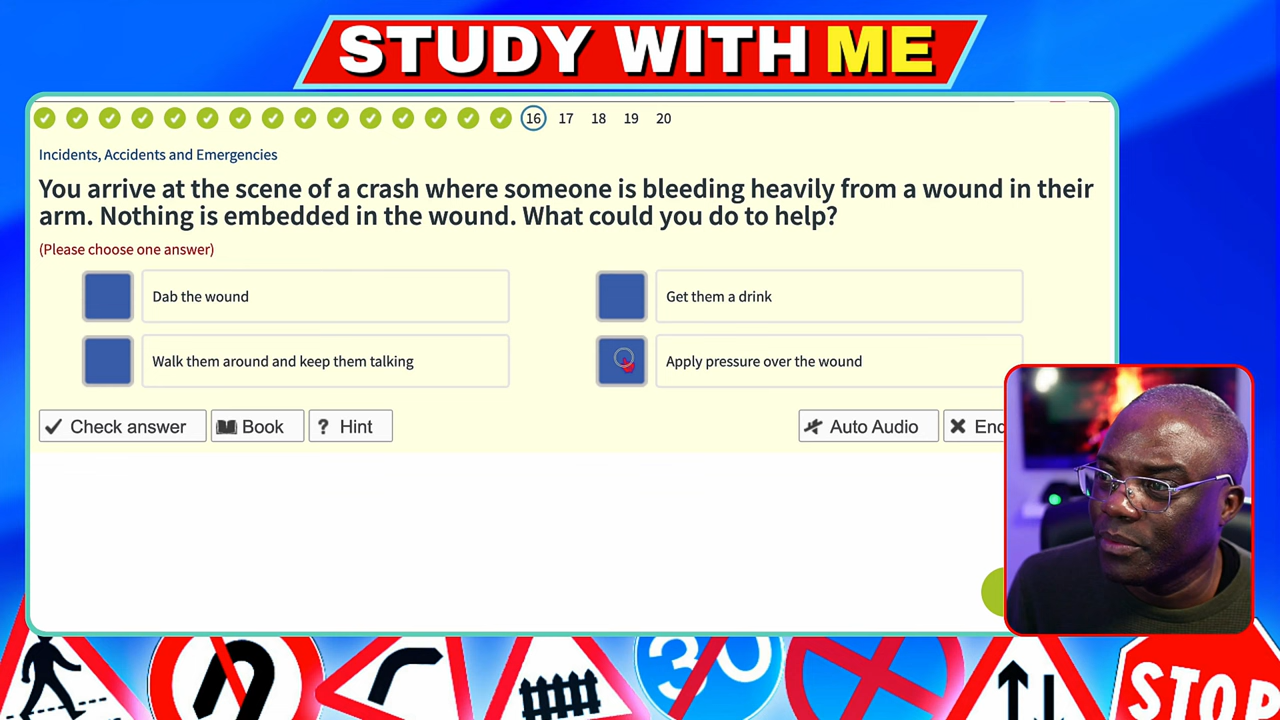 STUDY WITH ME
16 17 18 19 20
Incidents, Accidents and Emergencies
You arrive at the scene of a crash where someone is bleeding heavily from a wound in their
arm. Nothing is embedded in the wound. What could you do to help?
(Please choose one answer)
Dab the wound
Get them a drink
Walk them around and keep them talking
Apply pressure over the wound
Check answer
Book
? Hint
Auto Audio
30
STOP